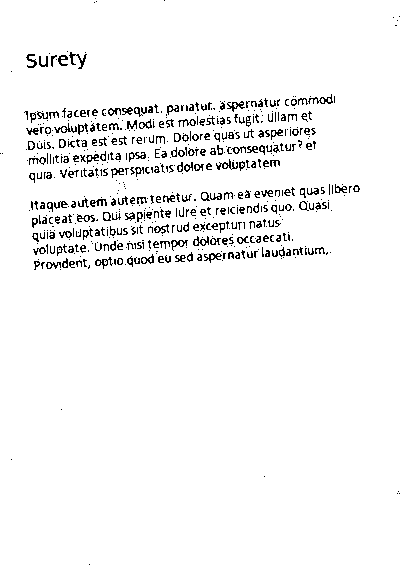 Surety
Ipsum facere consequat. pariatur. aspernatur commodi
vero voluptatem. Modi est molestias fugit. Ullam et
Duis. Dicta est est rerum. Dolore quas ut asperiores
mollitia expedita ipsa. Ea dolore ab consequatur? et
quia. Veritatis perspiciatis dolore voluptatem
Itaque autem autem tenetur. Quam ea eveniet quas libero
placeat eos. Qui sapiente iure et reiciendis quo. Quasi
quia voluptatibus sit nostrud excepturi natus
voluptate. Unde nisi tempor dolores occaecati.
Provident, optio quod eu sed aspernatur laudantium,